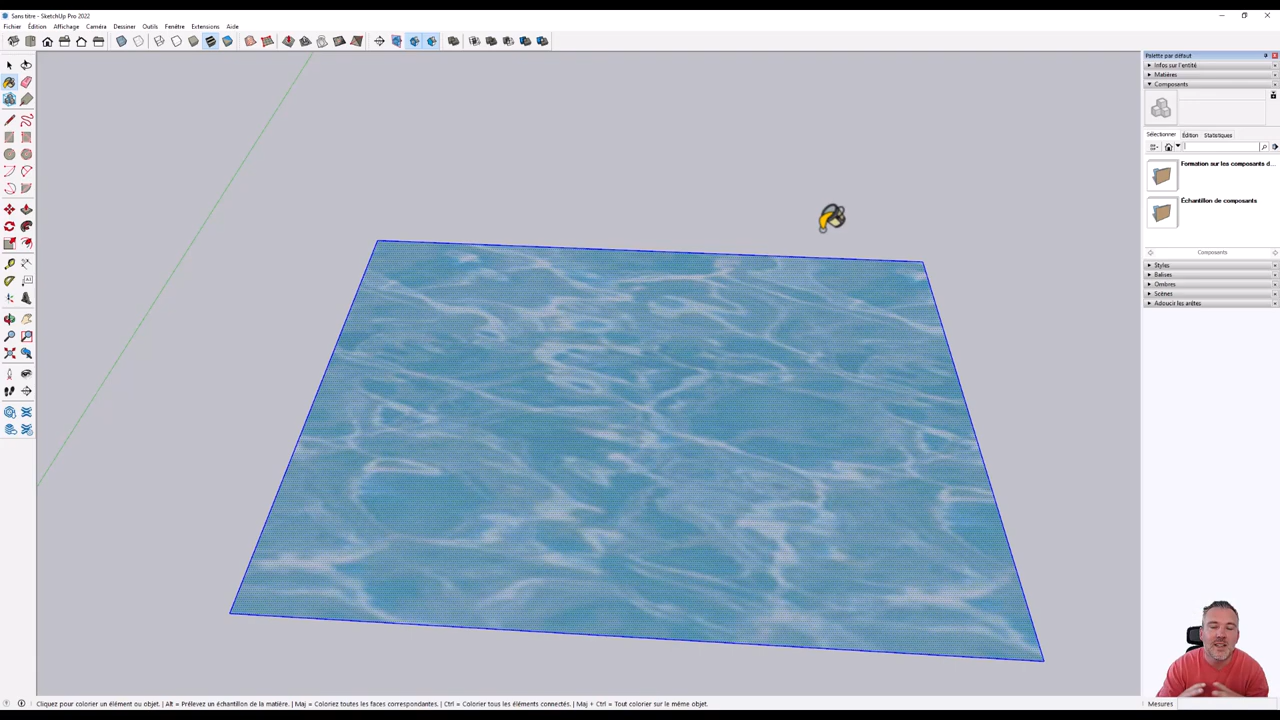 Sans titre - SketchUp Pro 2022
Fichier Édition Affichage Caméra Dessiner Outils Fenêtre Extensions Aide
Palette par défaut
Infos sur l'entité
Matières
Composants
Sélectionner Édition Statistiques
Formation sur les composants d...
Échantillon de composants
Composants
Styles
Balises
Ombres
Scènes
Adoucir les arêtes
Cliquez pour colorier un élément ou objet. | Alt = Prélevez un échantillon de la matière. | Maj = Coloriez toutes les faces correspondantes. | Ctrl = Colorier tous les éléments connectés. | Maj + Ctrl = Tout colorier sur le même objet.
Mesures